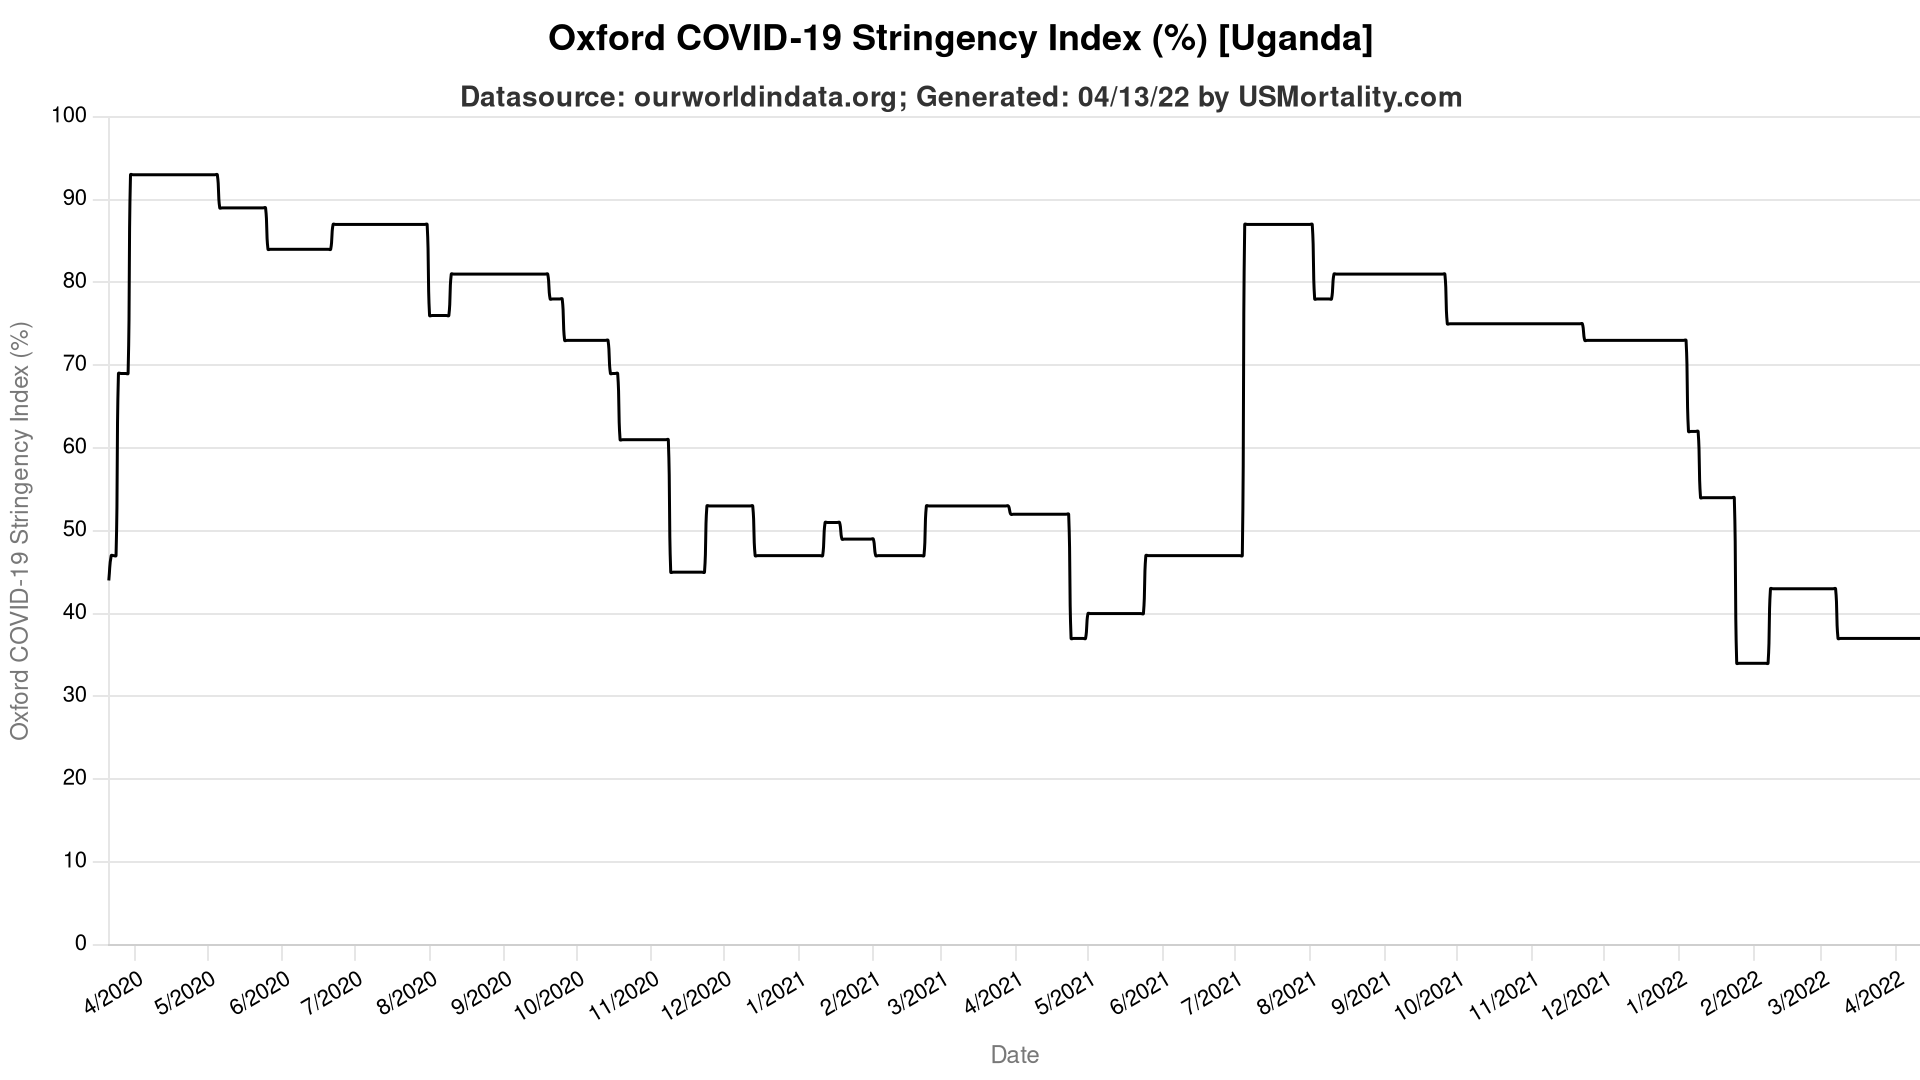 Oxford COVID-19 Stringency Index (%) [Uganda]
Datasource: ourworldindata.org; Generated: 04/13/22 by USMortality.com
Oxford COVID-19 Stringency Index (%)
100
90
80
70
60
50
40
30
20
10
0
4/2020 5/2020 6/2020 7/2020 8/2020 9/2020 10/2020 11/2020 12/2020 1/2021 2/2021 3/2021 4/2021 5/2021 6/2021 7/2021 8/2021 9/2021 10/2021 11/2021 12/2021 1/2022 2/2022 3/2022 4/2022
Date